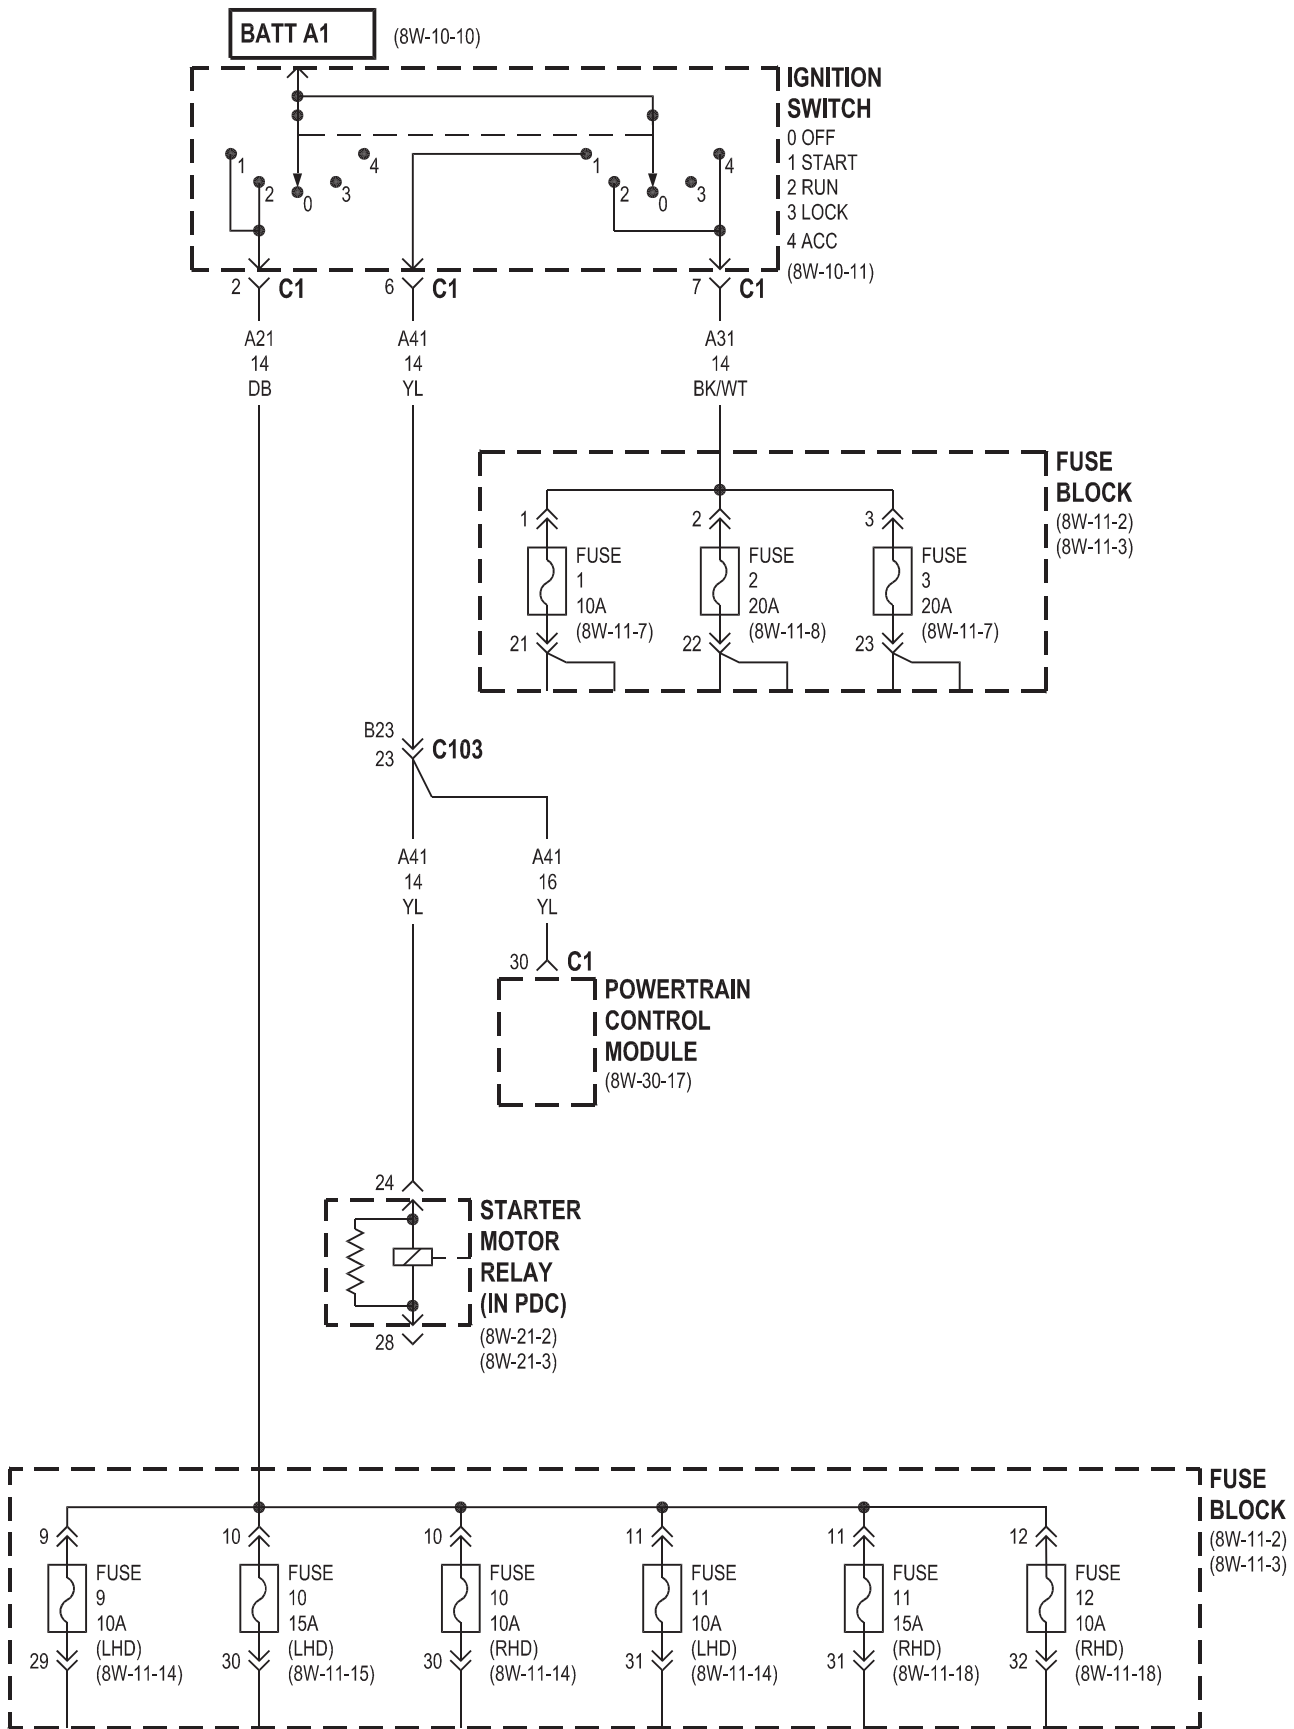 BATT A1
(8W-10-10)
IGNITION
SWITCH
0 OFF
1 START
2 RUN
3 LOCK
4 ACC
(8W-10-11)
1
2
0
3
4
1
2
0
3
4
2 C1
6 C1
7 C1
A21
14
DB
A41
14
YL
A31
14
BK/WT
FUSE
BLOCK
(8W-11-2)
(8W-11-3)
1
FUSE
1
10A
(8W-11-7)
21
2
FUSE
2
20A
(8W-11-8)
22
3
FUSE
3
20A
(8W-11-7)
23
B23
23
C103
A41
14
YL
A41
16
YL
30 C1
POWERTRAIN
CONTROL
MODULE
(8W-30-17)
24
STARTER
MOTOR
RELAY
(IN PDC)
(8W-21-2)
(8W-21-3)
28
FUSE
BLOCK
(8W-11-2)
(8W-11-3)
9
FUSE
9
10A
(LHD)
(8W-11-14)
29
10
FUSE
10
15A
(LHD)
(8W-11-15)
30
10
FUSE
10
10A
(RHD)
(8W-11-14)
30
11
FUSE
11
10A
(LHD)
(8W-11-14)
31
11
FUSE
11
15A
(RHD)
(8W-11-18)
31
12
FUSE
12
10A
(RHD)
(8W-11-18)
32